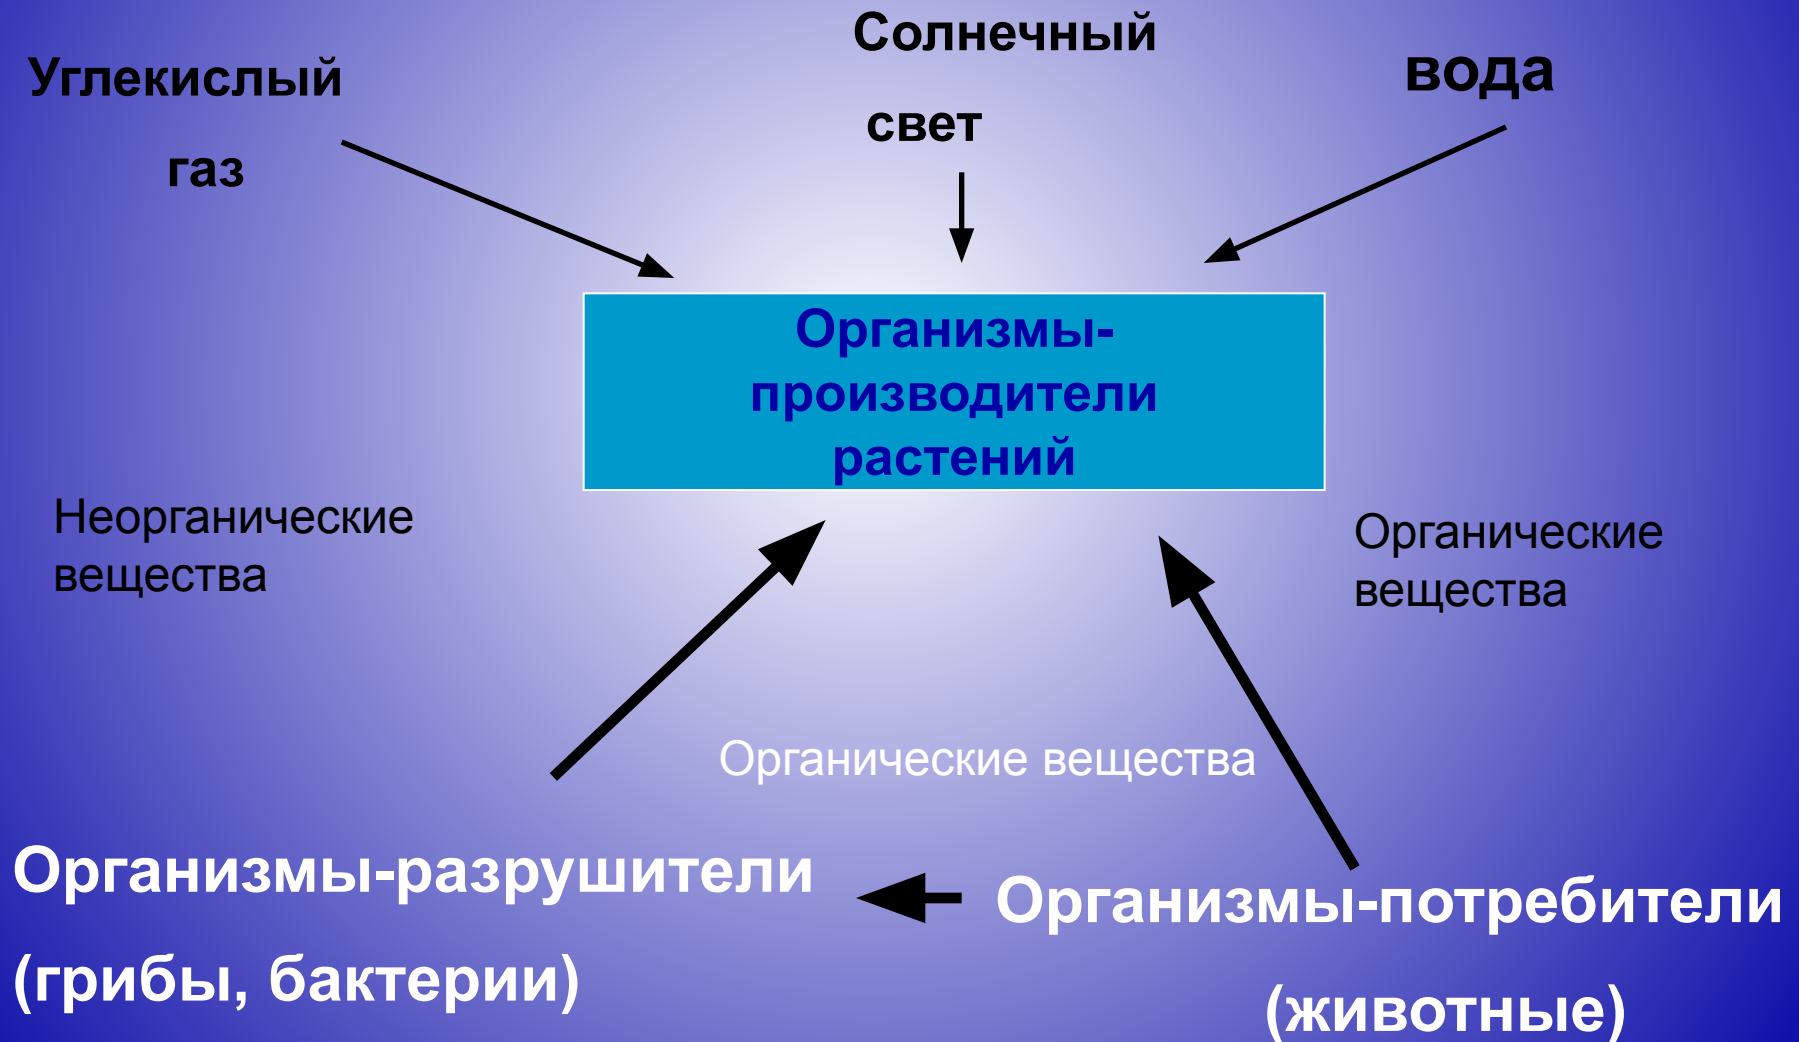 Углекислый
газ
Солнечный
свет
вода
Организмы-
производители
растений
Неорганические
вещества
Органические
вещества
Органические вещества
Организмы-разрушители
(грибы, бактерии)
Организмы-потребители
(животные)